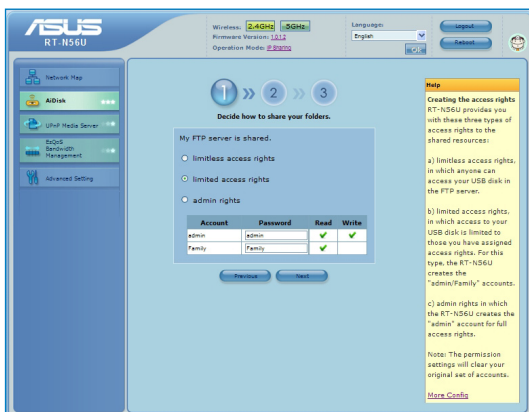 ASUS
RT-N56U
Wireless: 2.4GHz 5GHz
Firmware Version: 1012
Operation Mode: IP Sharing
Language:
English
Logout
Reboot
Network Map
AiDisk
UPnP Media Server
EzQoS Bandwidth Management
Advanced Setting
1 » 2 » 3
Decide how to share your folders.
My FTP server is shared.
limitless access rights
limited access rights
admin rights
Account Password Read Write
admin admin
Family Family
Previous Next
Help
Creating the access rights
RT-N56U provides you
with these three types of
access rights to the
shared resources:
a) limitless access rights,
in which anyone can
access your USB disk in
the FTP server.
b) limited access rights,
in which access to your
USB disk is limited to
those you have assigned
access rights. For this
type, the RT-N56U
creates the
"admin/Family" accounts.
c) admin rights in which
the RT-N56U creates the
"admin" account for full
access rights.
Note: The permission
settings will clear your
original set of accounts.
More Config